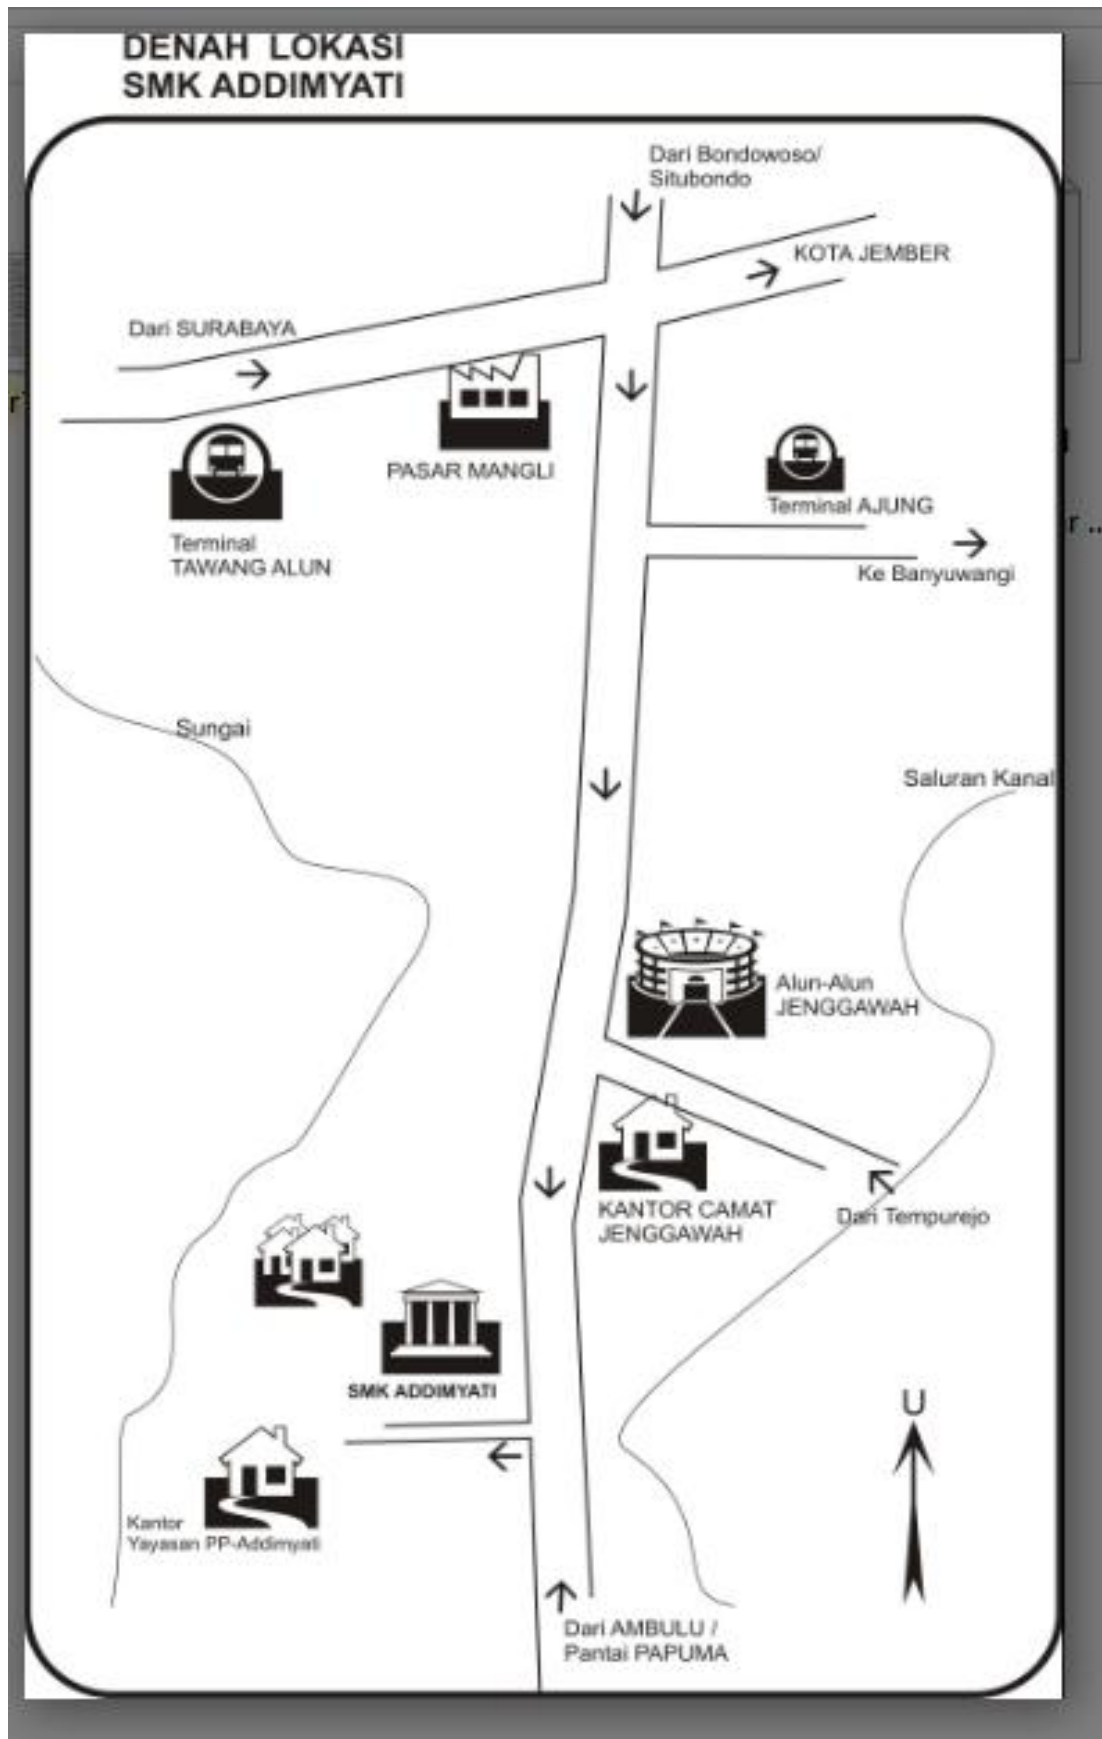 DENAH LOKASI
SMK ADDIMYATI
Dari Bondowoso/
Situbondo
KOTA JEMBER
Dari SURABAYA
PASAR MANGLI
Terminal AJUNG
Terminal
TAWANG ALUN
Ke Banyuwangi
Sungai
Saluran Kanal
Alun-Alun
JENGGAWAH
KANTOR CAMAT
JENGGAWAH
Dari Tempurejo
SMK ADDIMYATI
U
Kantor
Yayasan PP-Addimyati
Dari AMBULU /
Pantai PAPUMA
r ..